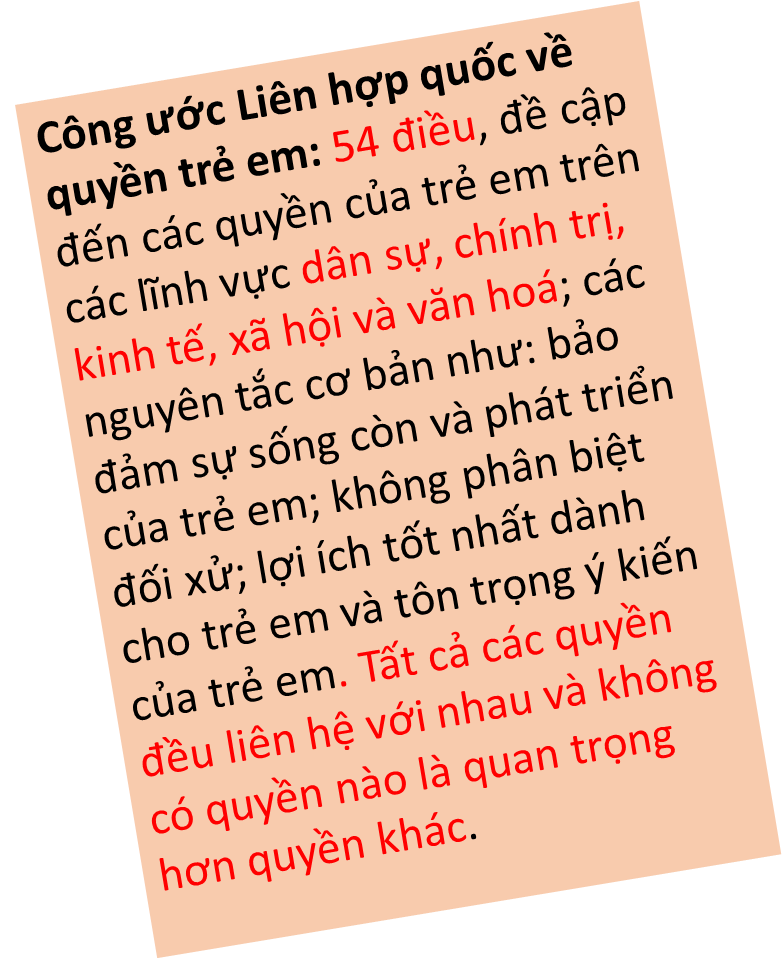 Công ước Liên hợp quốc về
quyền trẻ em: 54 điều, đề cập
đến các quyền của trẻ em trên
các lĩnh vực dân sự, chính trị,
kinh tế, xã hội và văn hoá; các
nguyên tắc cơ bản như: bảo
đảm sự sống còn và phát triển
của trẻ em; không phân biệt
đối xử; lợi ích tốt nhất dành
cho trẻ em và tôn trọng ý kiến
của trẻ em. Tất cả các quyền
đều liên hệ với nhau và không
có quyền nào là quan trọng
hơn quyền khác.